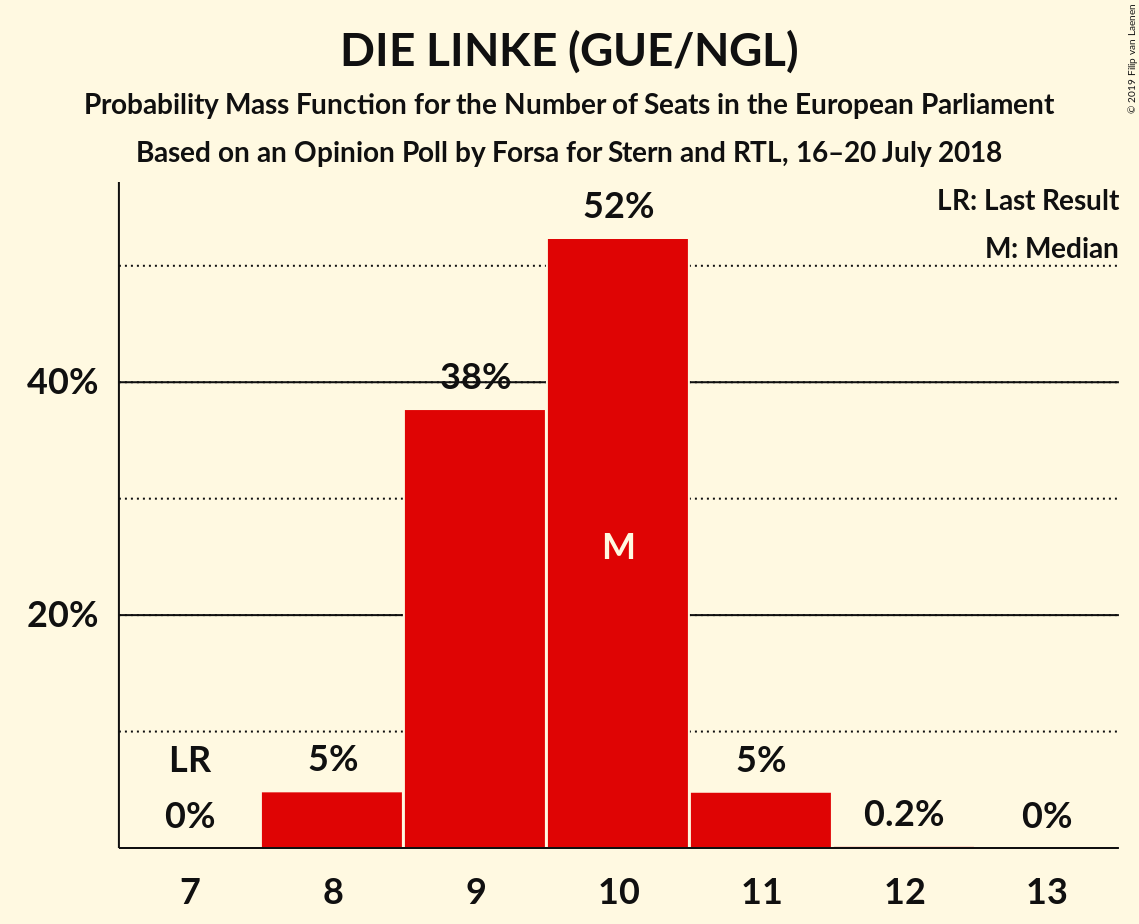 DIE LINKE (GUE/NGL)
Probability Mass Function for the Number of Seats in the European Parliament
Based on an Opinion Poll by Forsa for Stern and RTL, 16–20 July 2018
© 2019 Filip van Laenen
LR: Last Result
M: Median
52%
38%
40%
M
20%
LR
5%
5%
0%
0.2%
0%
7 8 9 10 11 12 13